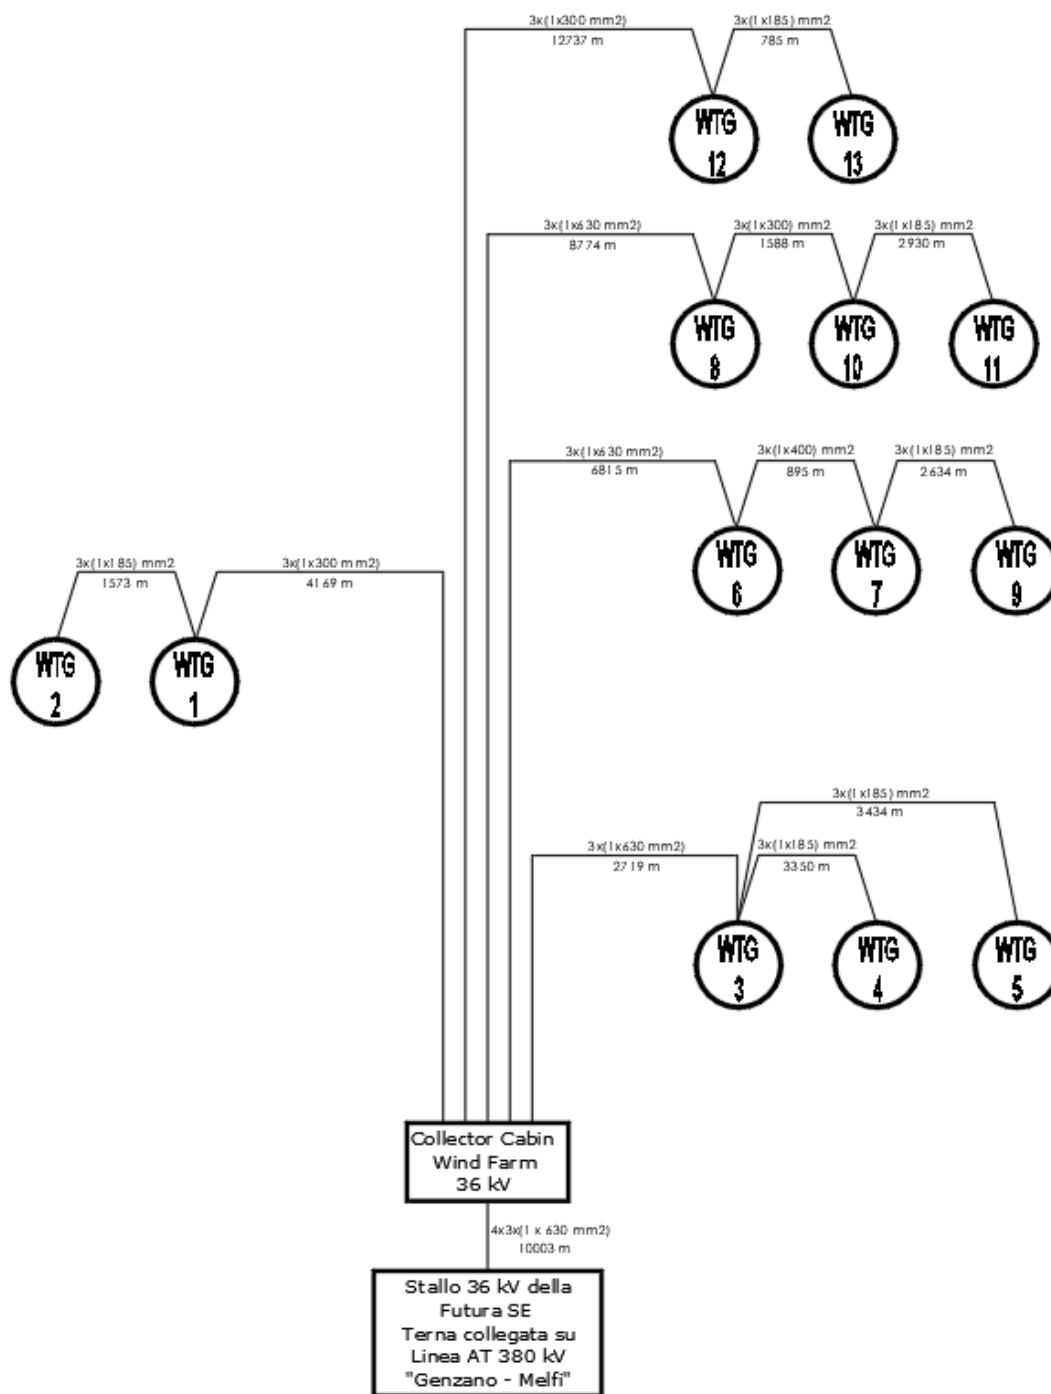 3x(1x300 mm2)
12737 m
3x(1x185) mm2
785 m
WTG
12
WTG
13
3x(1x630 mm2)
8774 m
3x(1x300) mm2
1588 m
3x(1x185) mm2
2930 m
WTG
8
WTG
10
WTG
11
3x(1x630 mm2)
6815 m
3x(1x400) mm2
895 m
3x(1x185) mm2
2634 m
WTG
6
WTG
7
WTG
9
3x(1x185) mm2
1573 m
3x(1x300 mm2)
4169 m
WTG
2
WTG
1
3x(1x185) mm2
3434 m
3x(1x630 mm2)
2719 m
3x(1x185) mm2
3350 m
WTG
3
WTG
4
WTG
5
Collector Cabin
Wind Farm
36 kV
4x3x(1 x 630 mm2)
10003 m
Stallo 36 kV della
Futura SE
Terna collegata su
Linea AT 380 kV
"Genzano - Melfi"